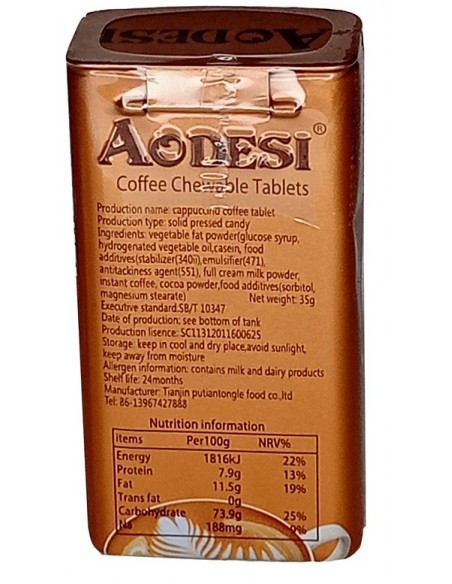 AODESI
AODESI®
Coffee Chewable Tablets
Production name: cappuccino coffee tablet
Production type: solid pressed candy
Ingredients: vegetable fat powder(glucose syrup,
hydrogenated vegetable oil,casein, food
additives(stabilizer(340ii),emulsifier(471),
antitackiness agent(551), full cream milk powder,
instant coffee, cocoa powder,food additives(sorbitol,
magnesium stearate) Net weight: 35g
Executive standard:SB/T 10347
Date of production: see bottom of tank
Production lisence: SC11312011600625
Storage: keep in cool and dry place,avoid sunlight,
keep away from moisture
Allergen information: contains milk and dairy products
Shelf life: 24months
Manufacturer: Tianjin putiantongle food co.,ltd
Tel: 86-13967427888
Nutrition information
Items Per100g NRV%
Energy 1816kJ 22%
Protein 7.9g 13%
Fat 11.5g 19%
Trans fat 0g
Carbohydrate 73.9g 25%
Na 188mg 9%